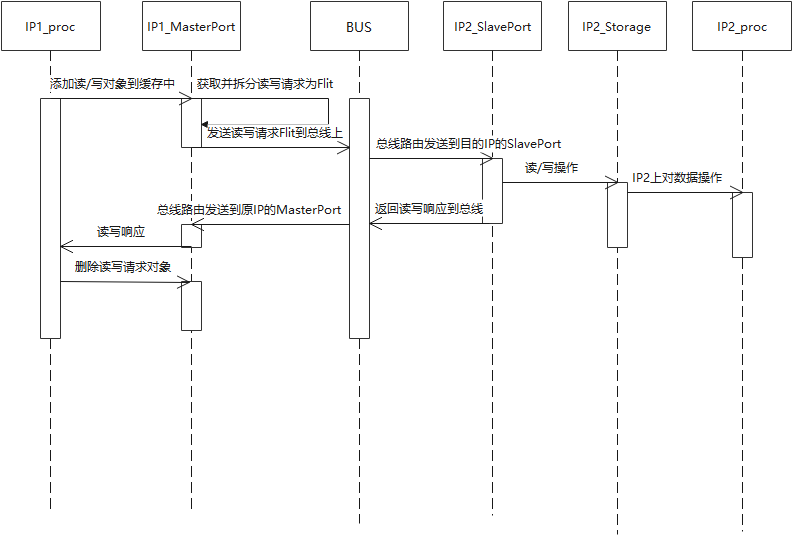 IP1_proc
IP1_MasterPort
BUS
IP2_SlavePort
IP2_Storage
IP2_proc
添加读/写对象到缓存中
获取并拆分读写请求为Flit
发送读写请求Flit到总线上
总线路由发送到目的IP的SlavePort
读/写操作
IP2上对数据操作
总线路由发送到原IP的MasterPort
返回读写响应到总线
读写响应
删除读写请求对象